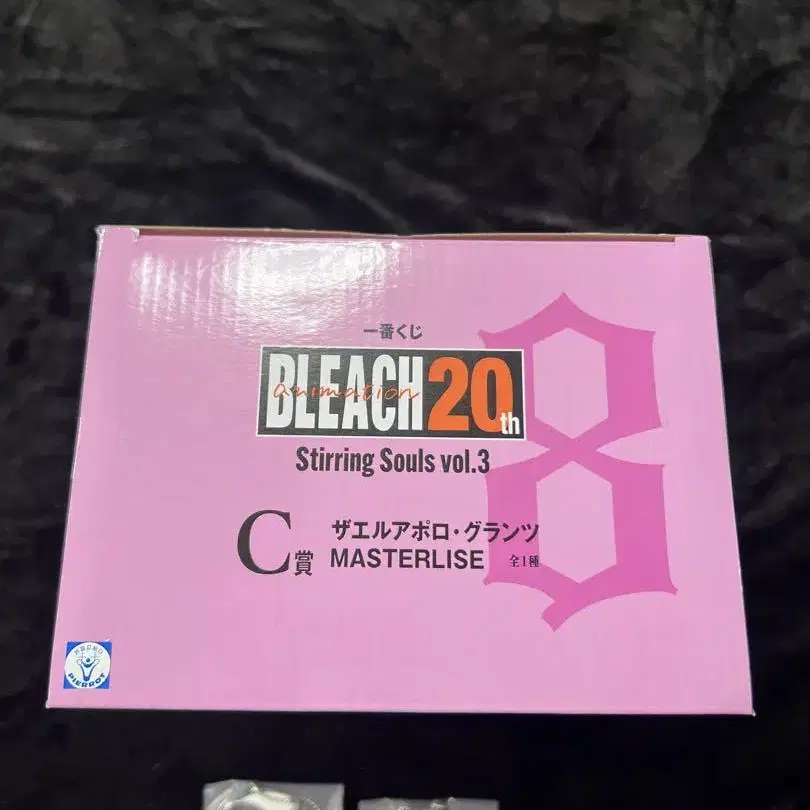 一番くじ
BLEACH 20th
animation
Stirring Souls vol.3
C賞
ザエルアポロ・グランツ
MASTERLISE 全1種
8
PIERROT